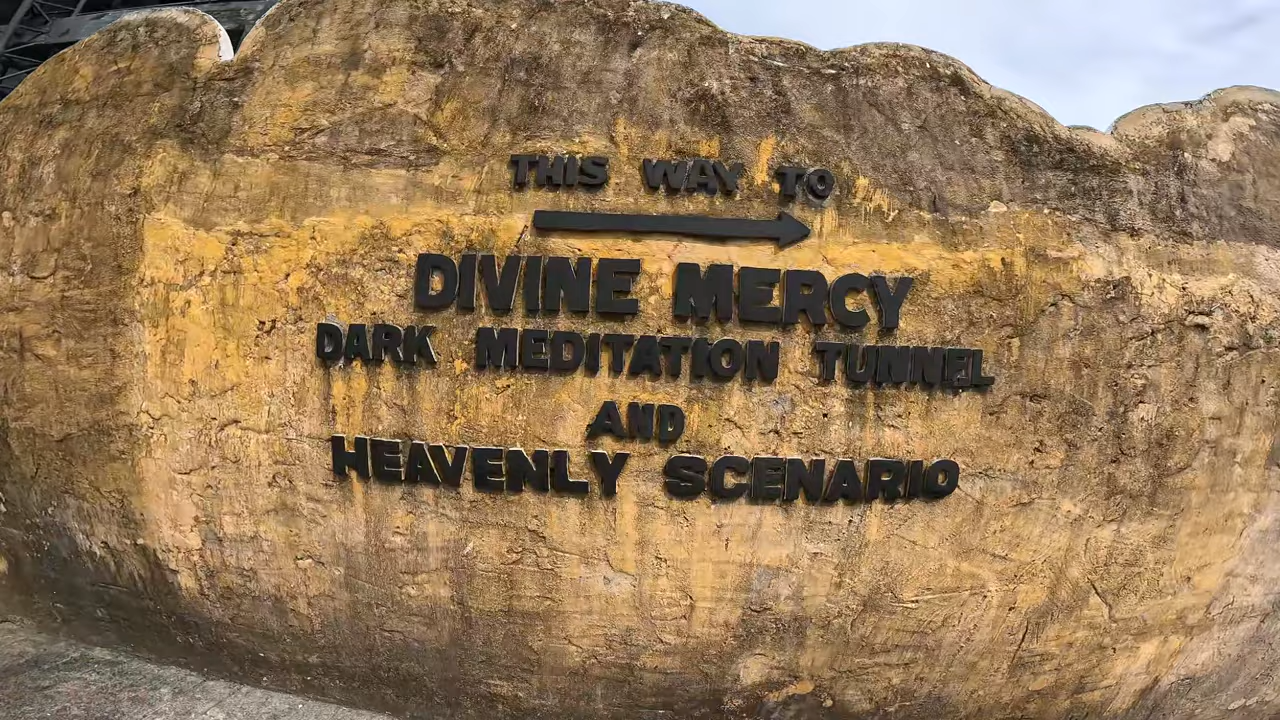 THIS WAY TO
DIVINE MERCY
DARK MEDITATION TUNNEL
AND
HEAVENLY SCENARIO